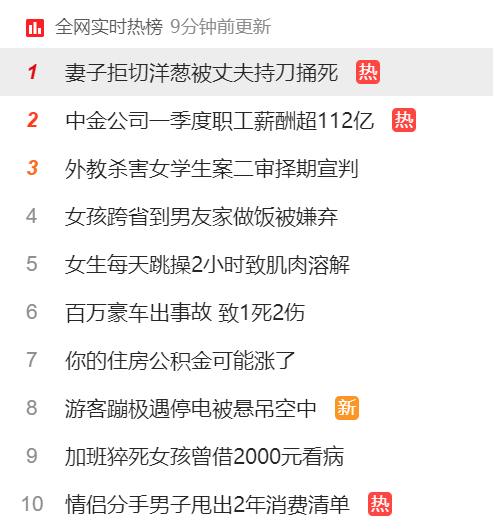 全网实时热榜 9分钟前更新
1 妻子拒切洋葱被丈夫持刀捅死 热
2 中金公司一季度职工薪酬超112亿 热
3 外教杀害女学生案二审择期宣判
4 女孩跨省到男友家做饭被嫌弃
5 女生每天跳操2小时致肌肉溶解
6 百万豪车出事故 致1死2伤
7 你的住房公积金可能涨了
8 游客蹦极遇停电被悬吊空中 新
9 加班猝死女孩曾借2000元看病
10 情侣分手男子甩出2年消费清单 热